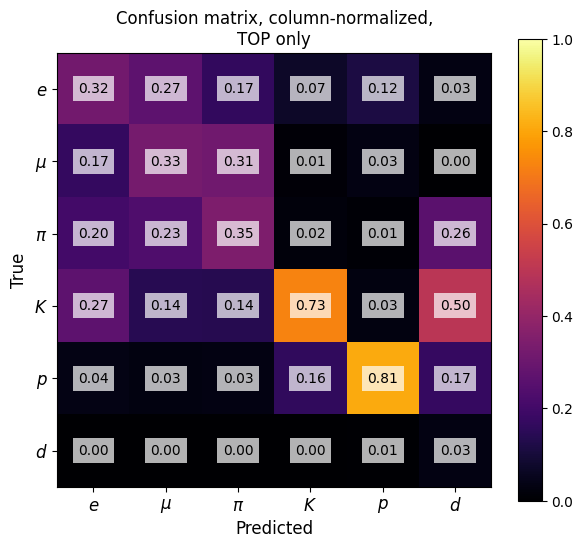 Confusion matrix, column-normalized,
TOP only
1.0
e 0.32 0.27 0.17 0.07 0.12 0.03
0.8
μ 0.17 0.33 0.31 0.01 0.03 0.00
0.6
π 0.20 0.23 0.35 0.02 0.01 0.26
True
0.4
K 0.27 0.14 0.14 0.73 0.03 0.50
p 0.04 0.03 0.03 0.16 0.81 0.17
0.2
d 0.00 0.00 0.00 0.00 0.01 0.03
0.0
e μ π K p d
Predicted